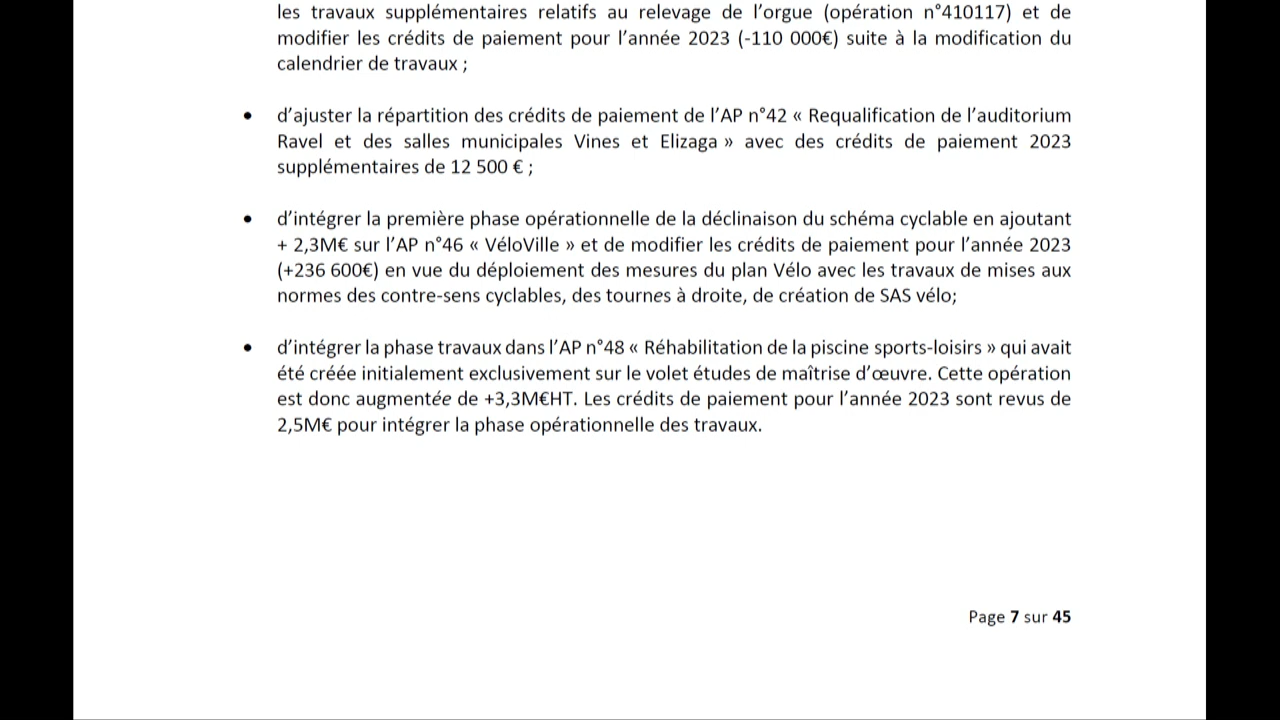 les travaux supplémentaires relatifs au relevage de l'orgue (opération n°410117) et de
modifier les crédits de paiement pour l'année 2023 (-110 000€) suite à la modification du
calendrier de travaux ;
• d'ajuster la répartition des crédits de paiement de l'AP n°42 « Requalification de l'auditorium
Ravel et des salles municipales Vines et Elizaga » avec des crédits de paiement 2023
supplémentaires de 12 500 € ;
• d'intégrer la première phase opérationnelle de la déclinaison du schéma cyclable en ajoutant
+ 2,3M€ sur l'AP n°46 « VéloVille » et de modifier les crédits de paiement pour l'année 2023
(+236 600€) en vue du déploiement des mesures du plan Vélo avec les travaux de mises aux
normes des contre-sens cyclables, des tournes à droite, de création de SAS vélo;
• d'intégrer la phase travaux dans l'AP n°48 « Réhabilitation de la piscine sports-loisirs » qui avait
été créée initialement exclusivement sur le volet études de maîtrise d'œuvre. Cette opération
est donc augmentée de +3,3M€HT. Les crédits de paiement pour l'année 2023 sont revus de
2,5M€ pour intégrer la phase opérationnelle des travaux.
Page 7 sur 45